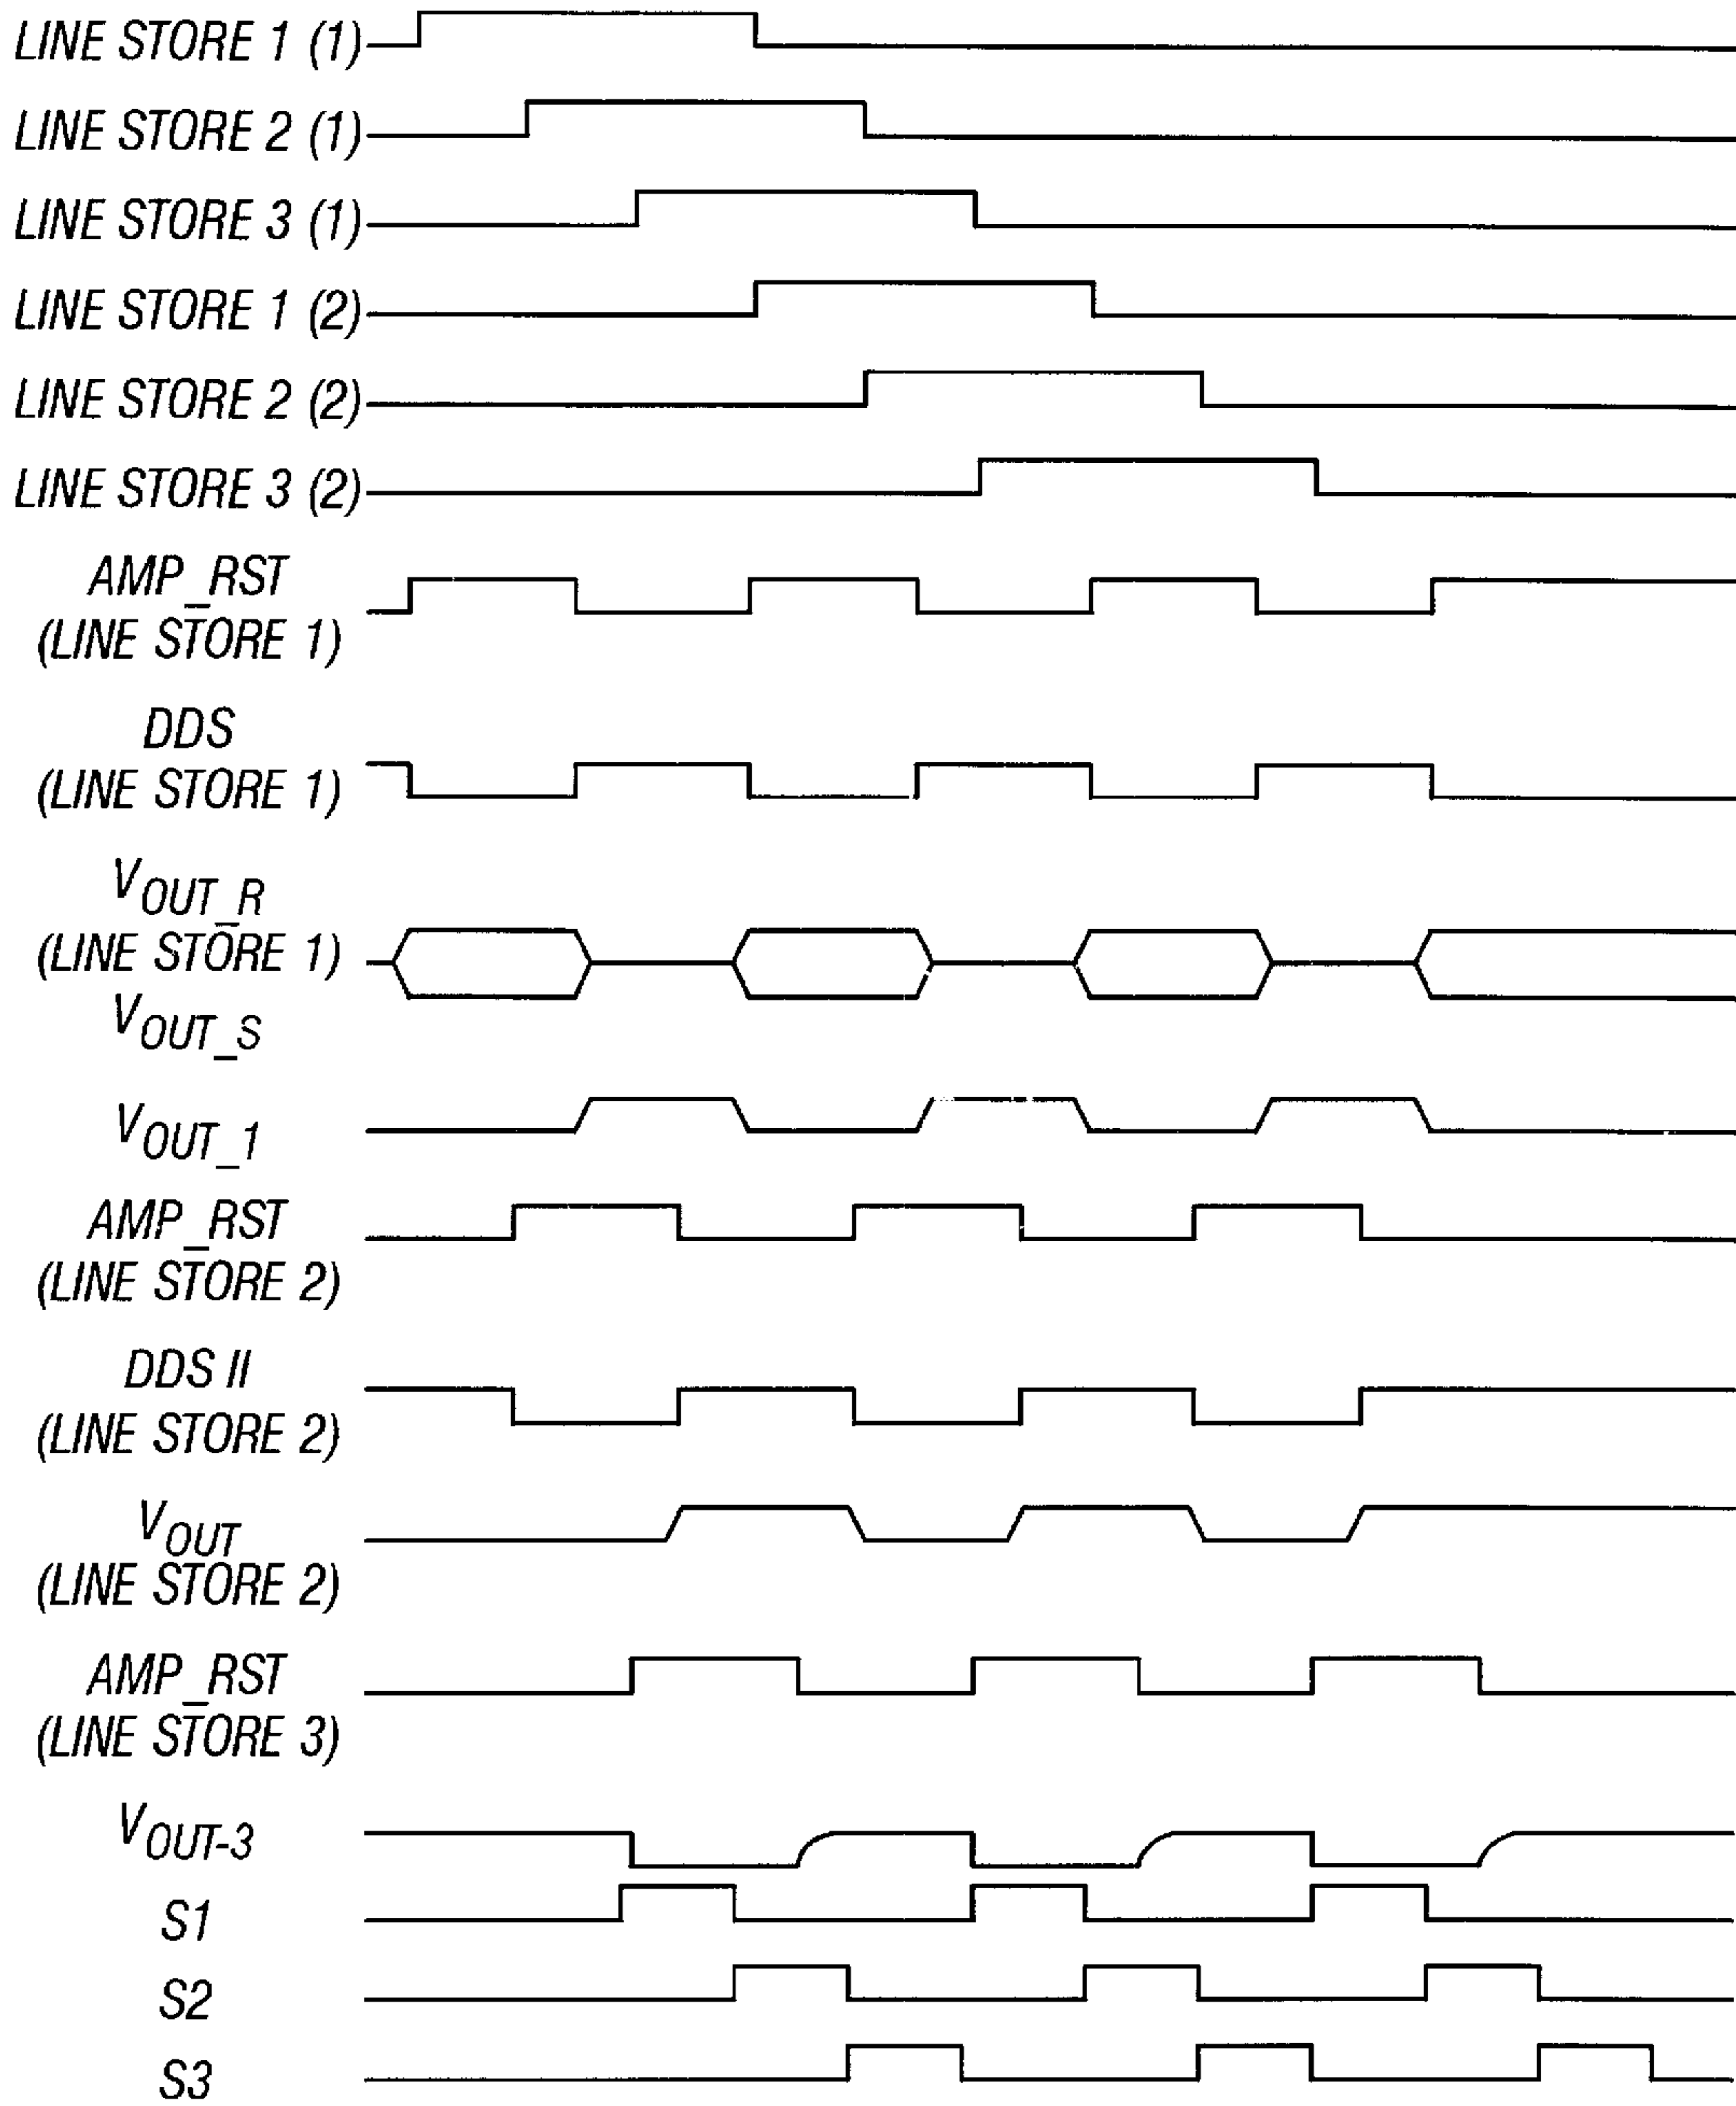 LINE STORE 1 (1)
LINE STORE 2 (1)
LINE STORE 3 (1)
LINE STORE 1 (2)
LINE STORE 2 (2)
LINE STORE 3 (2)
AMP_RST
(LINE STORE 1)
DDS
(LINE STORE 1)
VOUT_R
(LINE STORE 1)
VOUT_S
VOUT_1
AMP_RST
(LINE STORE 2)
DDS II
(LINE STORE 2)
VOUT
(LINE STORE 2)
AMP_RST
(LINE STORE 3)
VOUT-3
S1
S2
S3